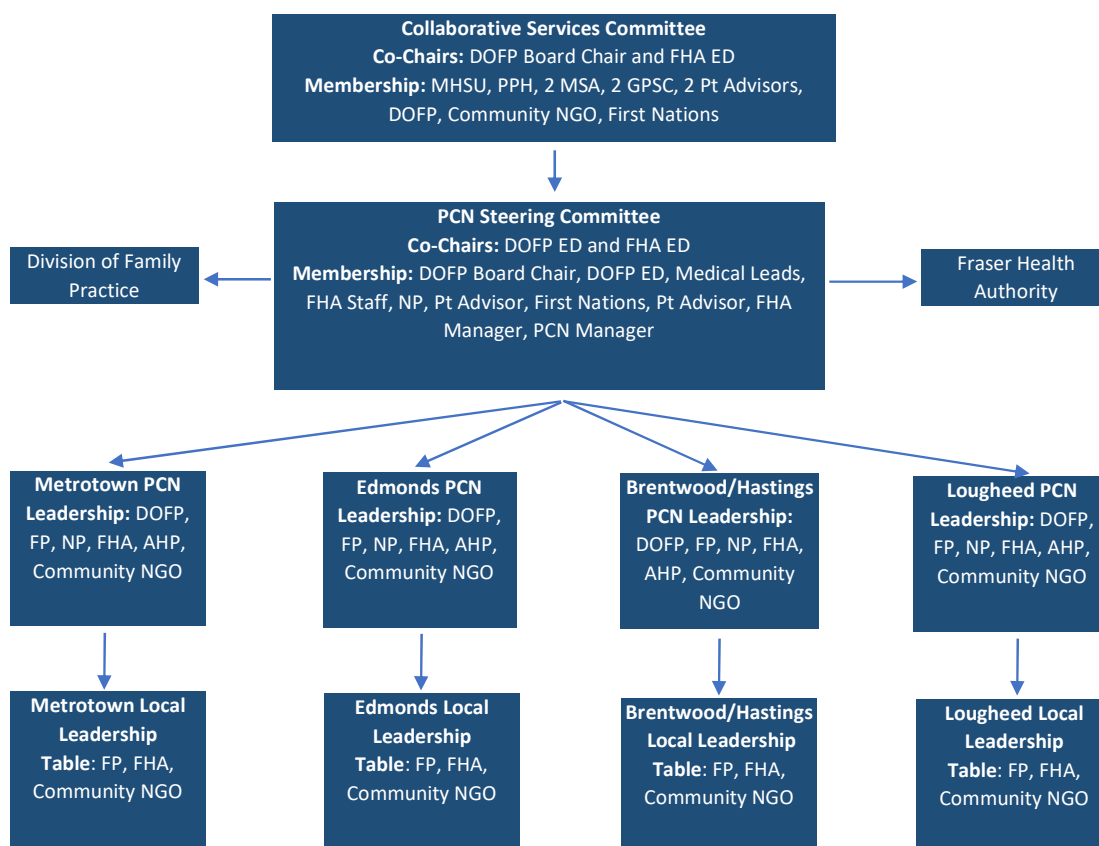 Collaborative Services Committee
Co-Chairs: DOFP Board Chair and FHA ED
Membership: MHSU, PPH, 2 MSA, 2 GPSC, 2 Pt Advisors,
DOFP, Community NGO, First Nations
PCN Steering Committee
Co-Chairs: DOFP ED and FHA ED
Membership: DOFP Board Chair, DOFP ED, Medical Leads,
FHA Staff, NP, Pt Advisor, First Nations, Pt Advisor, FHA
Manager, PCN Manager
Division of Family
Practice
Fraser Health
Authority
Metrotown PCN
Leadership: DOFP,
FP, NP, FHA, AHP,
Community NGO
Edmonds PCN
Leadership: DOFP,
FP, NP, FHA, AHP,
Community NGO
Brentwood/Hastings
PCN Leadership:
DOFP, FP, NP, FHA,
AHP, Community
NGO
Lougheed PCN
Leadership: DOFP,
FP, NP, FHA, AHP,
Community NGO
Metrotown Local
Leadership
Table: FP, FHA,
Community NGO
Edmonds Local
Leadership
Table: FP, FHA,
Community NGO
Brentwood/Hastings
Local Leadership
Table: FP, FHA,
Community NGO
Lougheed Local
Leadership
Table: FP, FHA,
Community NGO